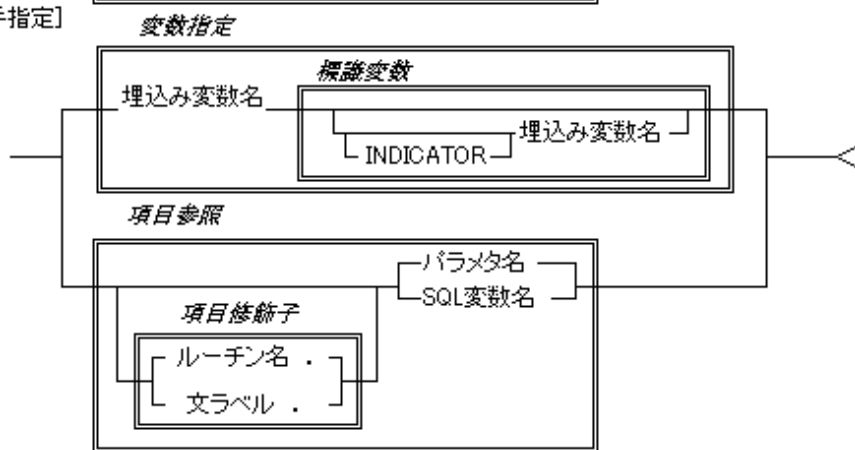 手指定]
変数指定
標識変数
埋込み変数名
埋込み変数名
INDICATOR
項目参照
パラメタ名
SQL変数名
項目修飾子
ルーチン名 .
文ラベル .